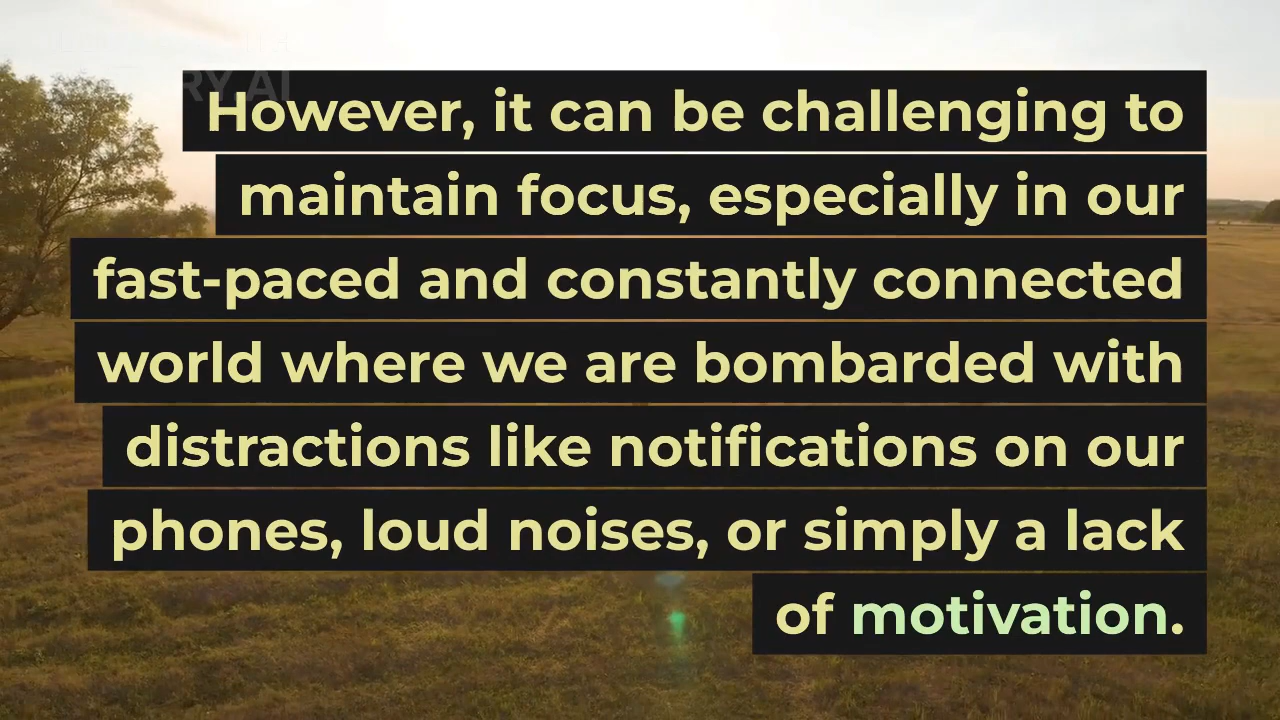 However, it can be challenging to
maintain focus, especially in our
fast-paced and constantly connected
world where we are bombarded with
distractions like notifications on our
phones, loud noises, or simply a lack
of motivation.